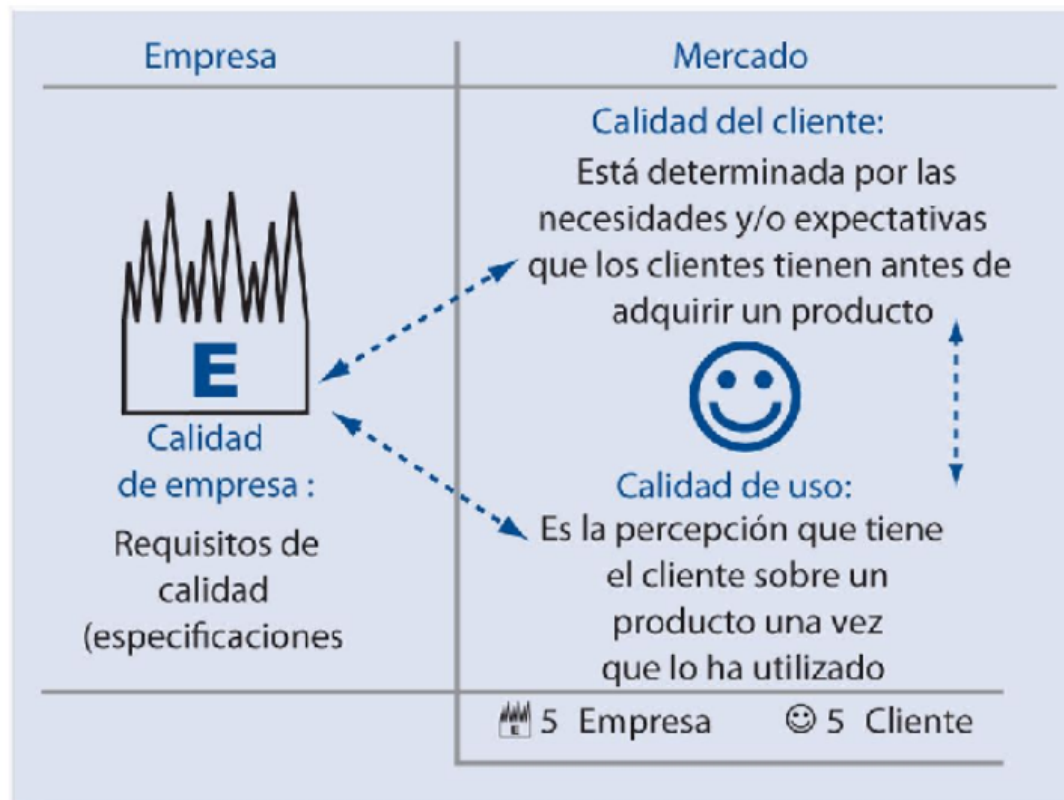 Empresa
Mercado
E
Calidad
de empresa :
Requisitos de
calidad
(especificaciones
Calidad del cliente:
Está determinada por las
necesidades y/o expectativas
que los clientes tienen antes de
adquirir un producto
Calidad de uso:
Es la percepción que tiene
el cliente sobre un
producto una vez
que lo ha utilizado
E 5 Empresa
5 Cliente